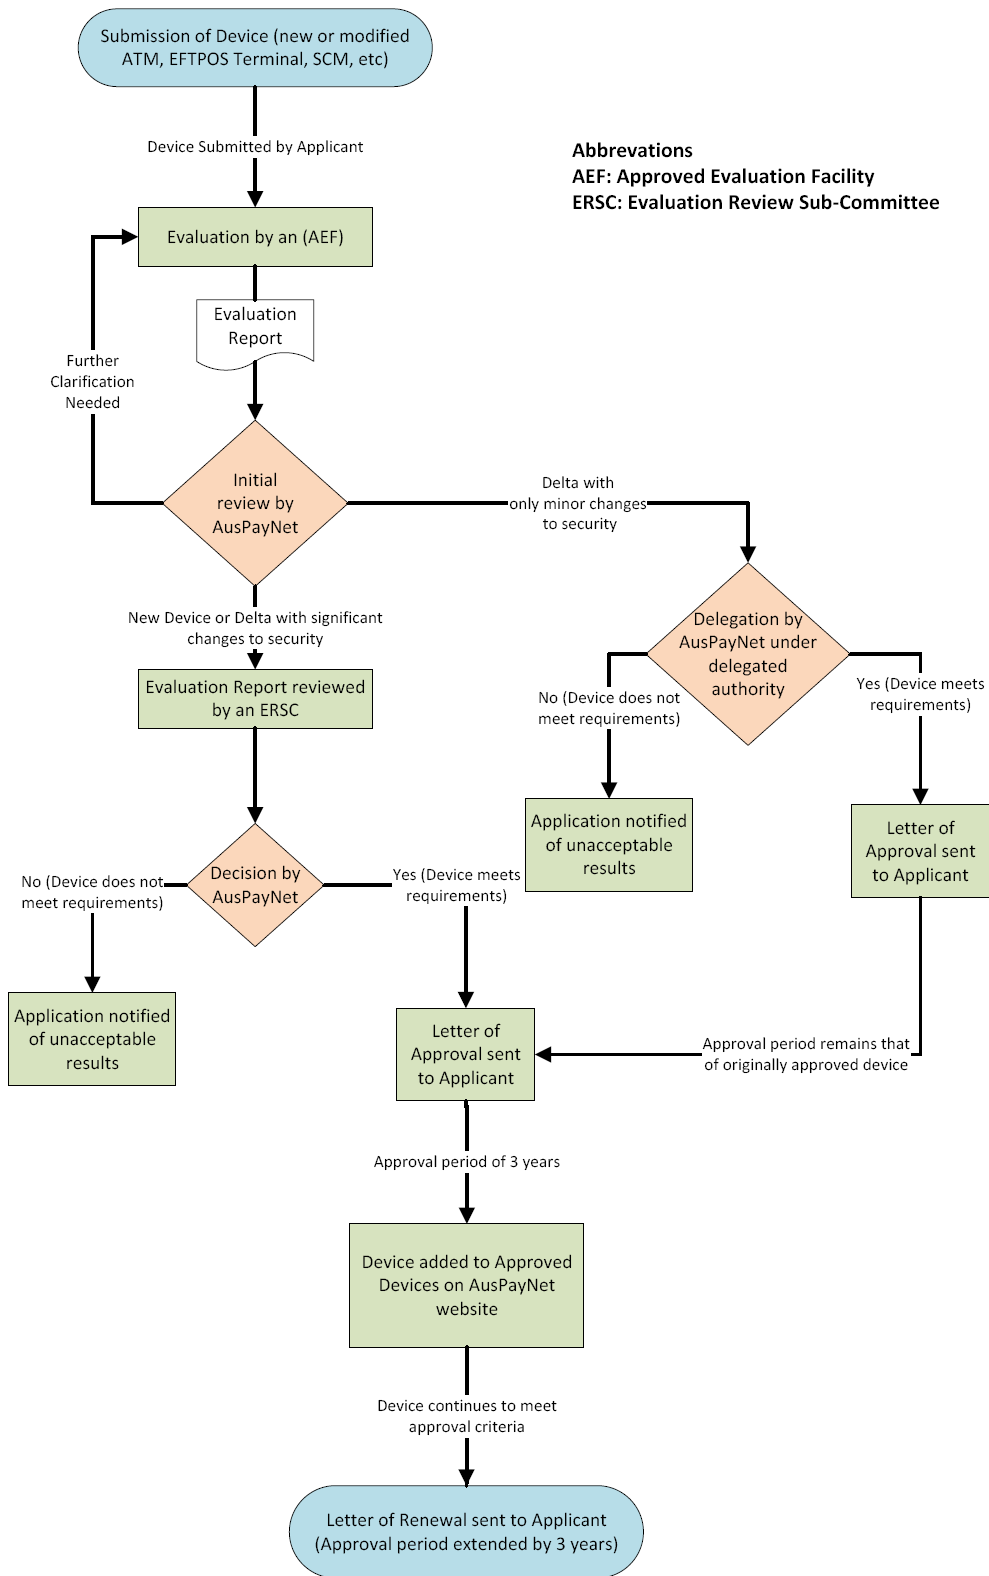 Submission of Device (new or modified
ATM, EFTPOS Terminal, SCM, etc)
Device Submitted by Applicant
Abbrevations
AEF: Approved Evaluation Facility
ERSC: Evaluation Review Sub-Committee
Evaluation by an (AEF)
Evaluation
Report
Further
Clarification
Needed
Initial
review by
AusPayNet
Delta with
only minor changes
to security
New Device or Delta with significant
changes to security
Delegation by
AusPayNet under
delegated
authority
Evaluation Report reviewed
by an ERSC
No (Device does not
meet requirements)
Yes (Device meets
requirements)
Application notified
of unacceptable
results
Letter of
Approval sent
to Applicant
Decision by
AusPayNet
No (Device does not
meet requirements)
Yes (Device meets
requirements)
Application notified
of unacceptable
results
Letter of
Approval sent
to Applicant
Approval period remains that
of originally approved device
Approval period of 3 years
Device added to Approved
Devices on AusPayNet
website
Device continues to meet
approval criteria
Letter of Renewal sent to Applicant
(Approval period extended by 3 years)